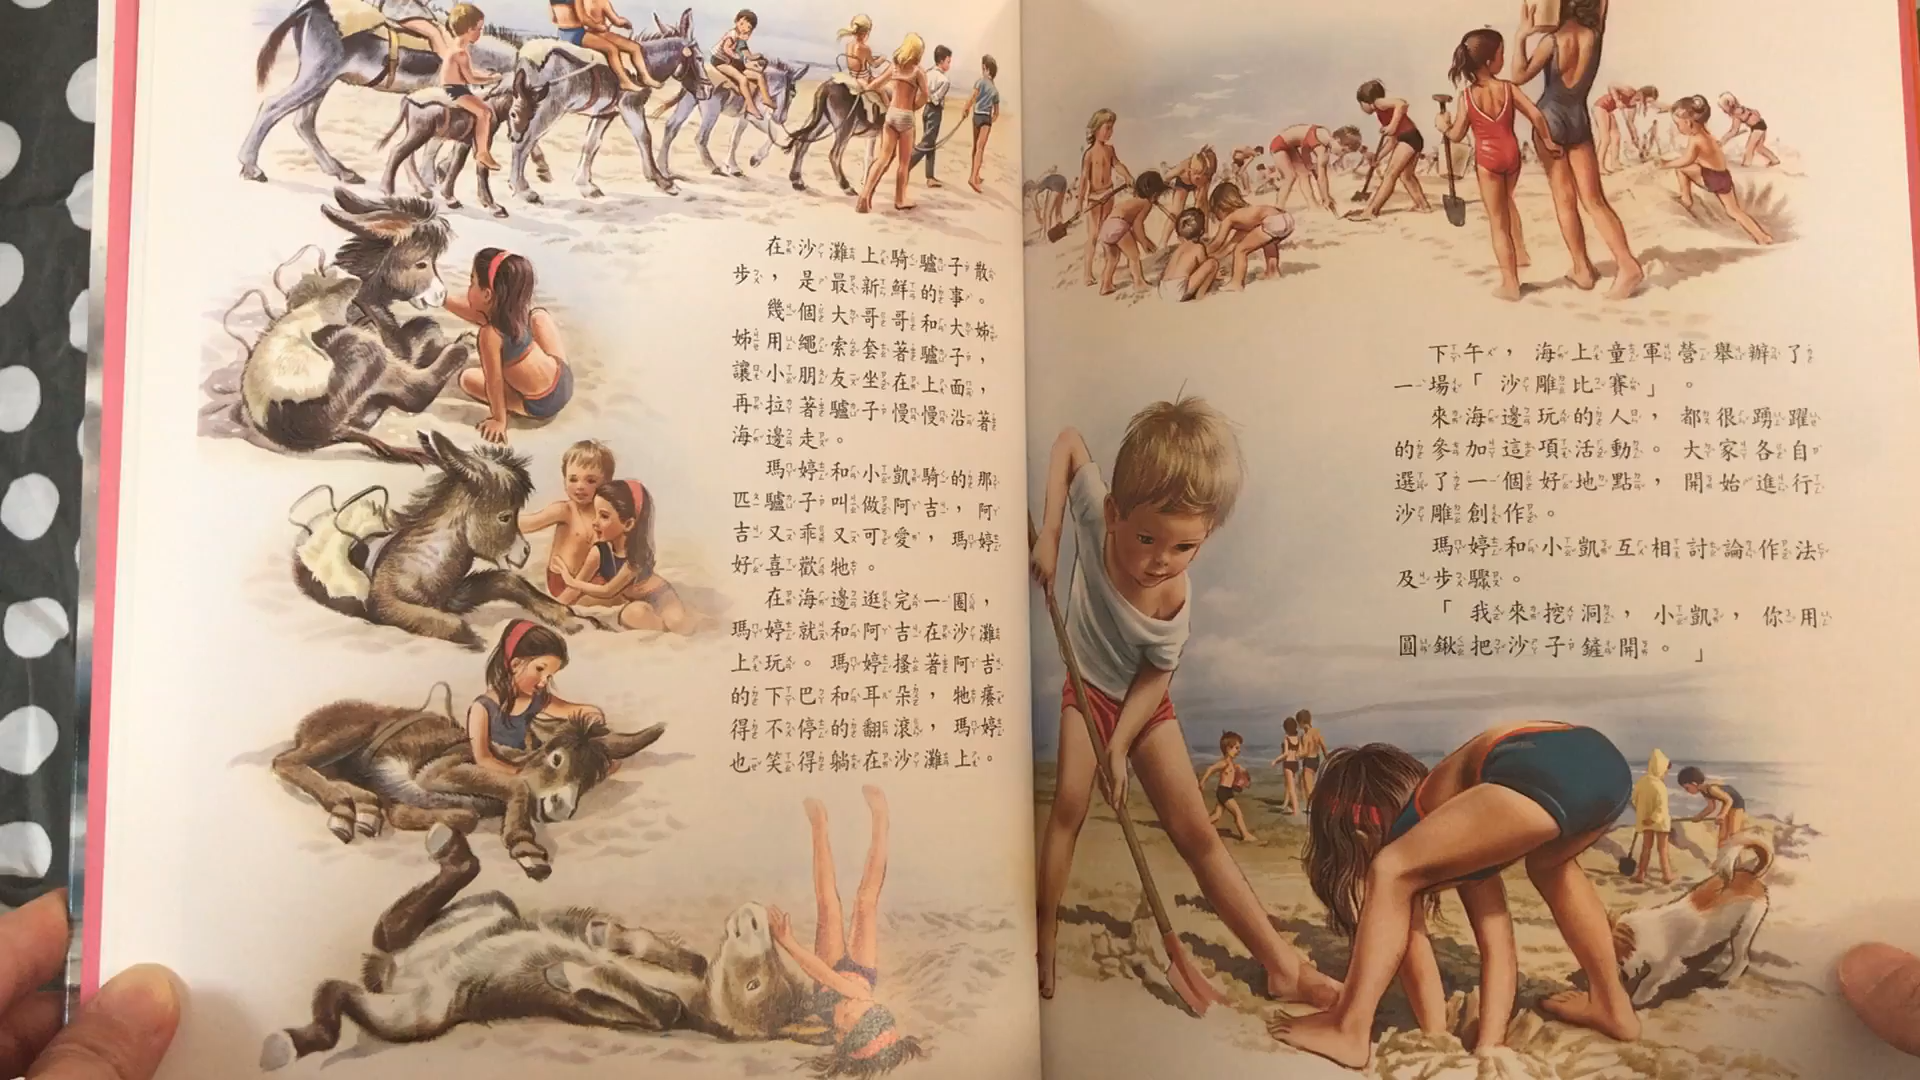 在沙灘上騎驢子散
步，是最新鮮的事。
幾個大哥哥和大姊
姊用繩索套著驢子，
讓小朋友坐在上面，
再拉著驢子慢慢沿著
海邊走。
瑪婷和小凱騎的那
匹驢子叫做阿吉，阿
吉又乖又可愛，瑪婷
好喜歡牠。
在海邊逛完一圈，
瑪婷就和阿吉在沙灘
上玩。瑪婷搔著阿吉
的下巴和耳朵，牠癢
得不停的翻滾，瑪婷
也笑得躺在沙灘上。
下午，海上童軍營舉辦了
一場「沙雕比賽」。
來海邊玩的人，都很踴躍
的參加這項活動。大家各自
選了一個好地點，開始進行
沙雕創作。
瑪婷和小凱互相討論作法
及步驟。
「我來挖洞，小凱，你用
圓鍬把沙子鏟開。」